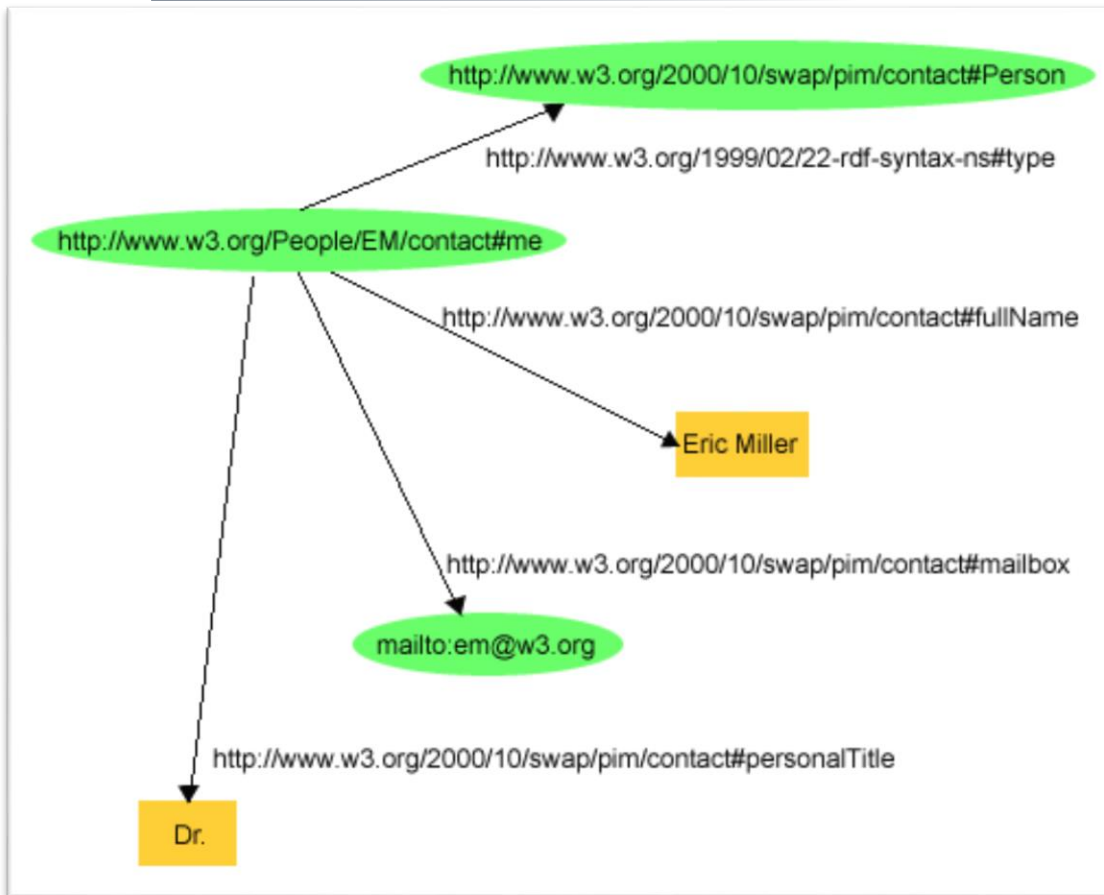 http://www.w3.org/2000/10/swap/pim/contact#Person
http://www.w3.org/1999/02/22-rdf-syntax-ns#type
http://www.w3.org/People/EM/contact#me
http://www.w3.org/2000/10/swap/pim/contact#fullName
Eric Miller
http://www.w3.org/2000/10/swap/pim/contact#mailbox
mailto:em@w3.org
http://www.w3.org/2000/10/swap/pim/contact#personalTitle
Dr.